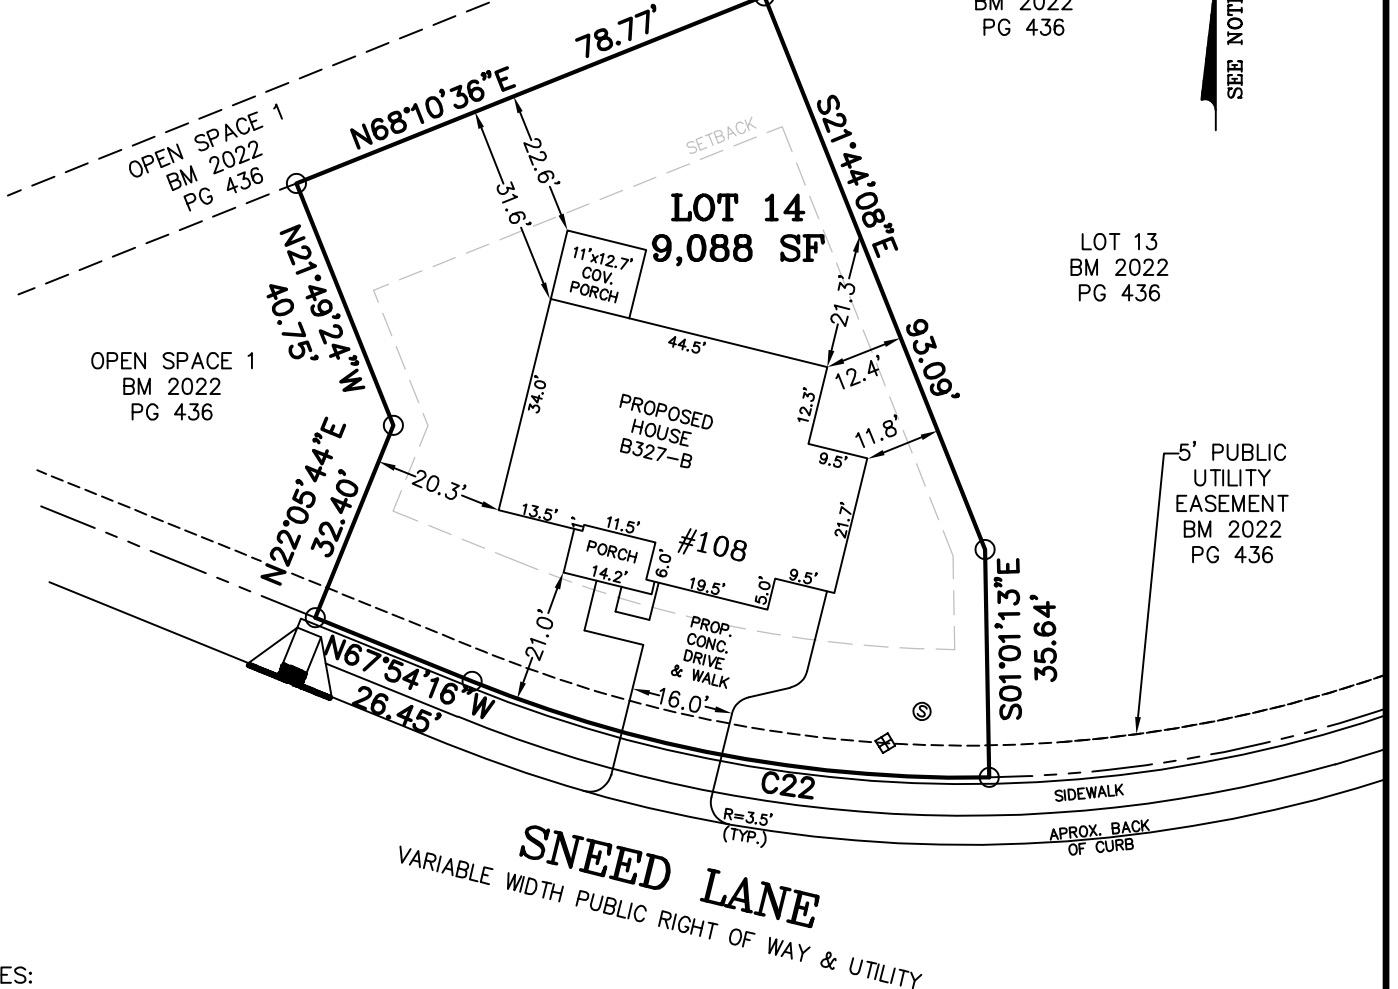 BM 2022
PG 436
SEE NOT
78.77'
N68°10'36"E
OPEN SPACE 1
BM 2022
PG 436
SETBACK
S21°44'08"E
93.09'
22.6'
31.6'
LOT 14
9,088 SF
11'x12.7'
COV.
PORCH
LOT 13
BM 2022
PG 436
N21°49'24"W
40.75'
21.3'
44.5'
12.4'
OPEN SPACE 1
BM 2022
PG 436
34.0'
12.3'
PROPOSED
HOUSE
B327-B
11.8'
9.5'
5' PUBLIC
UTILITY
EASEMENT
BM 2022
PG 436
N22°05'44"E
32.40'
20.3'
13.5'
11.5'
21.7'
#108
PORCH
14.2'
6.0'
19.5'
5.0'
9.5'
S01°01'13"E
35.64'
21.0'
PROP.
CONC.
DRIVE
& WALK
16.0'
N67°54'16"W
26.45'
S
C22
SIDEWALK
R=3.5'
(TYP.)
APROX. BACK
OF CURB
SNEED LANE
VARIABLE WIDTH PUBLIC RIGHT OF WAY & UTILITY
ES: